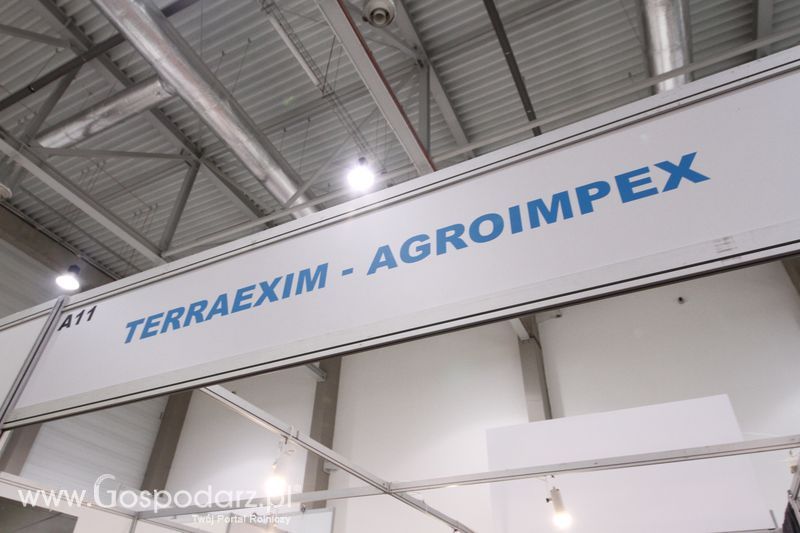 A11 TERRAEXIM - AGROIMPEX
www.Gospodarz.pl
Twój Portal Rolniczy